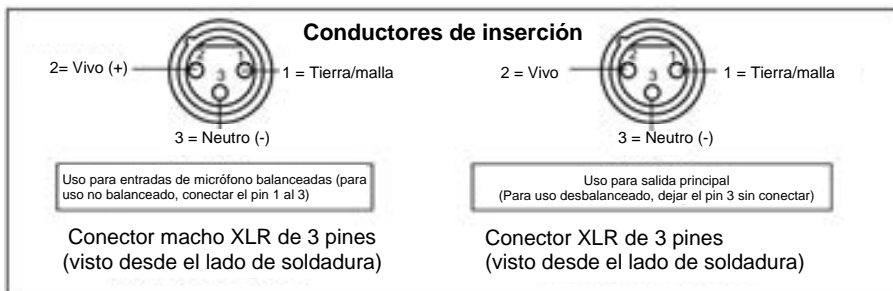 Conductores de inserción
2= Vivo (+)
2
1
3
1 = Tierra/malla
3 = Neutro (-)
Uso para entradas de micrófono balanceadas (para
uso no balanceado, conectar el pin 1 al 3)
Conector macho XLR de 3 pines
(visto desde el lado de soldadura)
2 = Vivo
2
1
3
1 = Tierra/malla
3 = Neutro (-)
Uso para salida principal
(Para uso desbalanceado, dejar el pin 3 sin conectar)
Conector XLR de 3 pines
(visto desde el lado de soldadura)